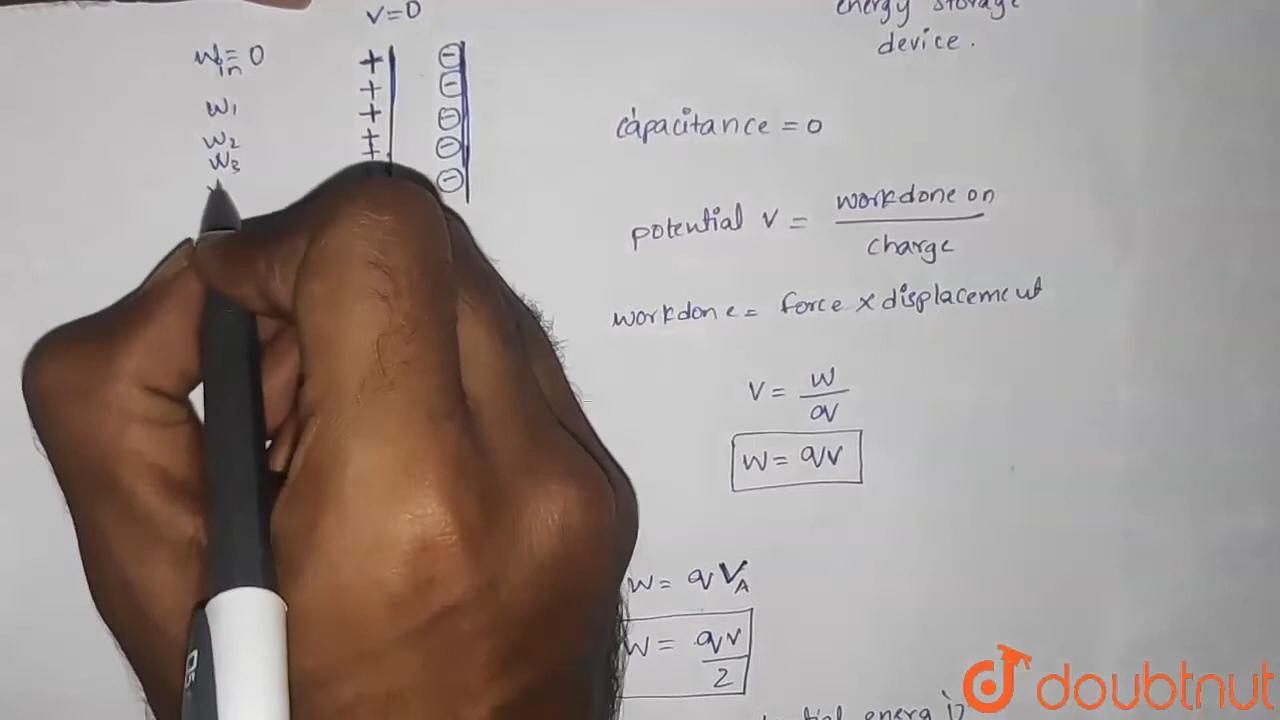 V=0
energy storage
device.
Win = 0
W1
W2
W3
+ -
+ -
+ -
+ -
+ -
capacitance = 0
potential V = workdone on
charge
workdone = force x displacement
V = W
qV
W = qV
W = qVA
W = qV
2
doubtnut